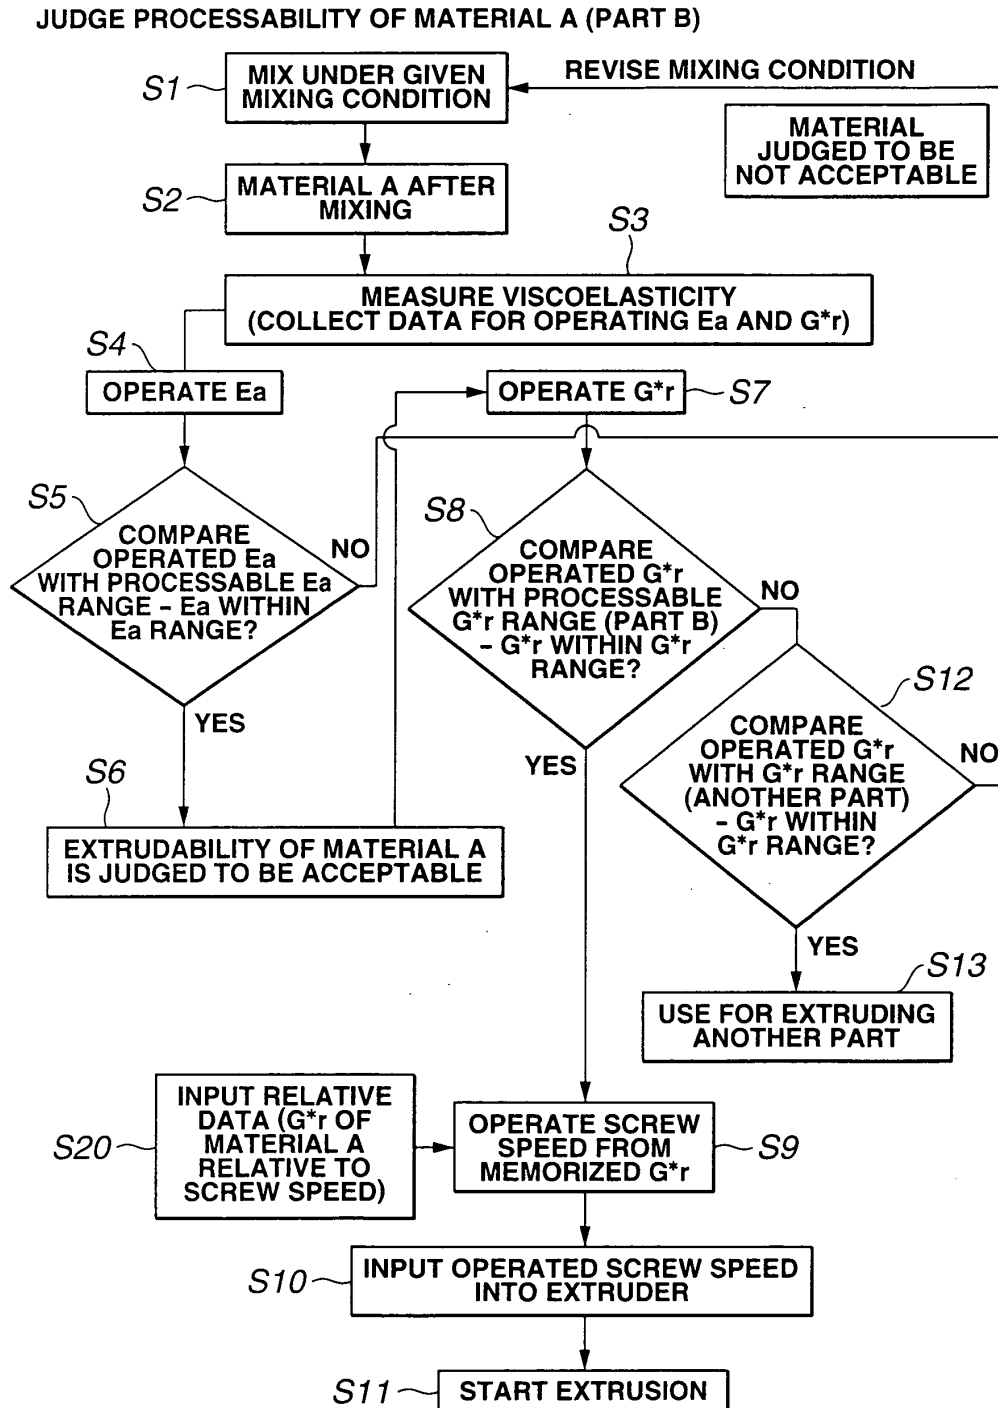 JUDGE PROCESSABILITY OF MATERIAL A (PART B)
S1
MIX UNDER GIVEN
MIXING CONDITION
REVISE MIXING CONDITION
MATERIAL
JUDGED TO BE
NOT ACCEPTABLE
S2
MATERIAL A AFTER
MIXING
S3
MEASURE VISCOELASTICITY
(COLLECT DATA FOR OPERATING Ea AND G*r)
S4
OPERATE Ea
OPERATE G*r
S7
S5
COMPARE
OPERATED Ea
WITH PROCESSABLE Ea
RANGE – Ea WITHIN
Ea RANGE?
NO
YES
S8
COMPARE
OPERATED G*r
WITH PROCESSABLE
G*r RANGE (PART B)
– G*r WITHIN G*r
RANGE?
NO
YES
S12
COMPARE
OPERATED G*r
WITH G*r RANGE
(ANOTHER PART)
– G*r WITHIN
G*r RANGE?
NO
YES
S6
EXTRUDABILITY OF MATERIAL A
IS JUDGED TO BE ACCEPTABLE
S13
USE FOR EXTRUDING
ANOTHER PART
S20
INPUT RELATIVE
DATA (G*r OF
MATERIAL A
RELATIVE TO
SCREW SPEED)
OPERATE SCREW
SPEED FROM
MEMORIZED G*r
S9
S10
INPUT OPERATED SCREW SPEED
INTO EXTRUDER
S11
START EXTRUSION